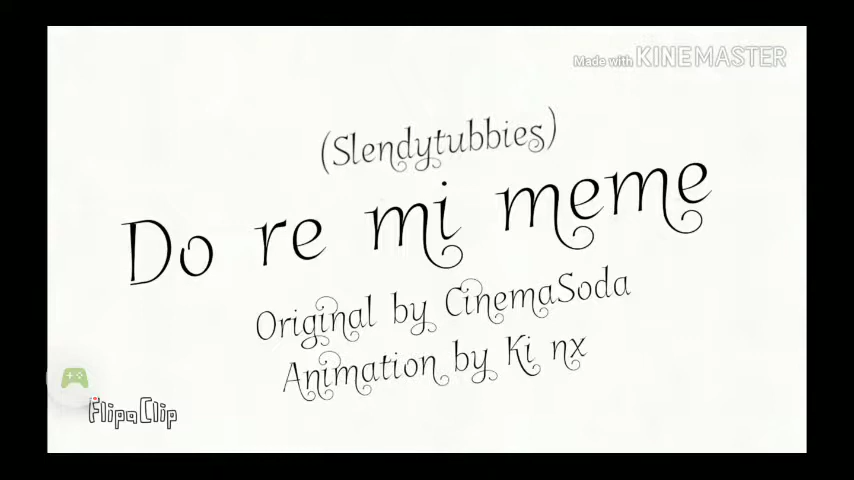 Made with KINEMASTER
(Slendytubbies)
Do re mi meme
Original by CinemaSoda
Animation by Ki nx
FlipaClip